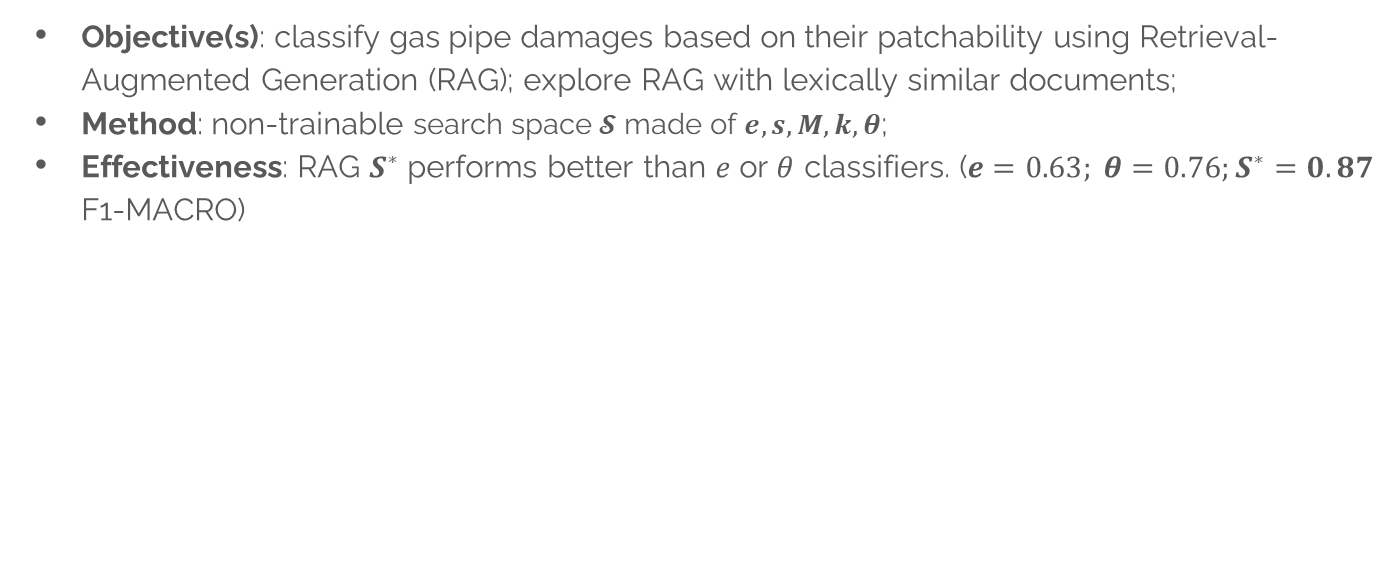 • Objective(s): classify gas pipe damages based on their patchability using Retrieval-
Augmented Generation (RAG); explore RAG with lexically similar documents;
• Method: non-trainable search space 𝓢 made of e, s, M, k, θ;
• Effectiveness: RAG 𝓢* performs better than e or θ classifiers. (e = 0.63; θ = 0.76; 𝓢* = 0.87
F1-MACRO)